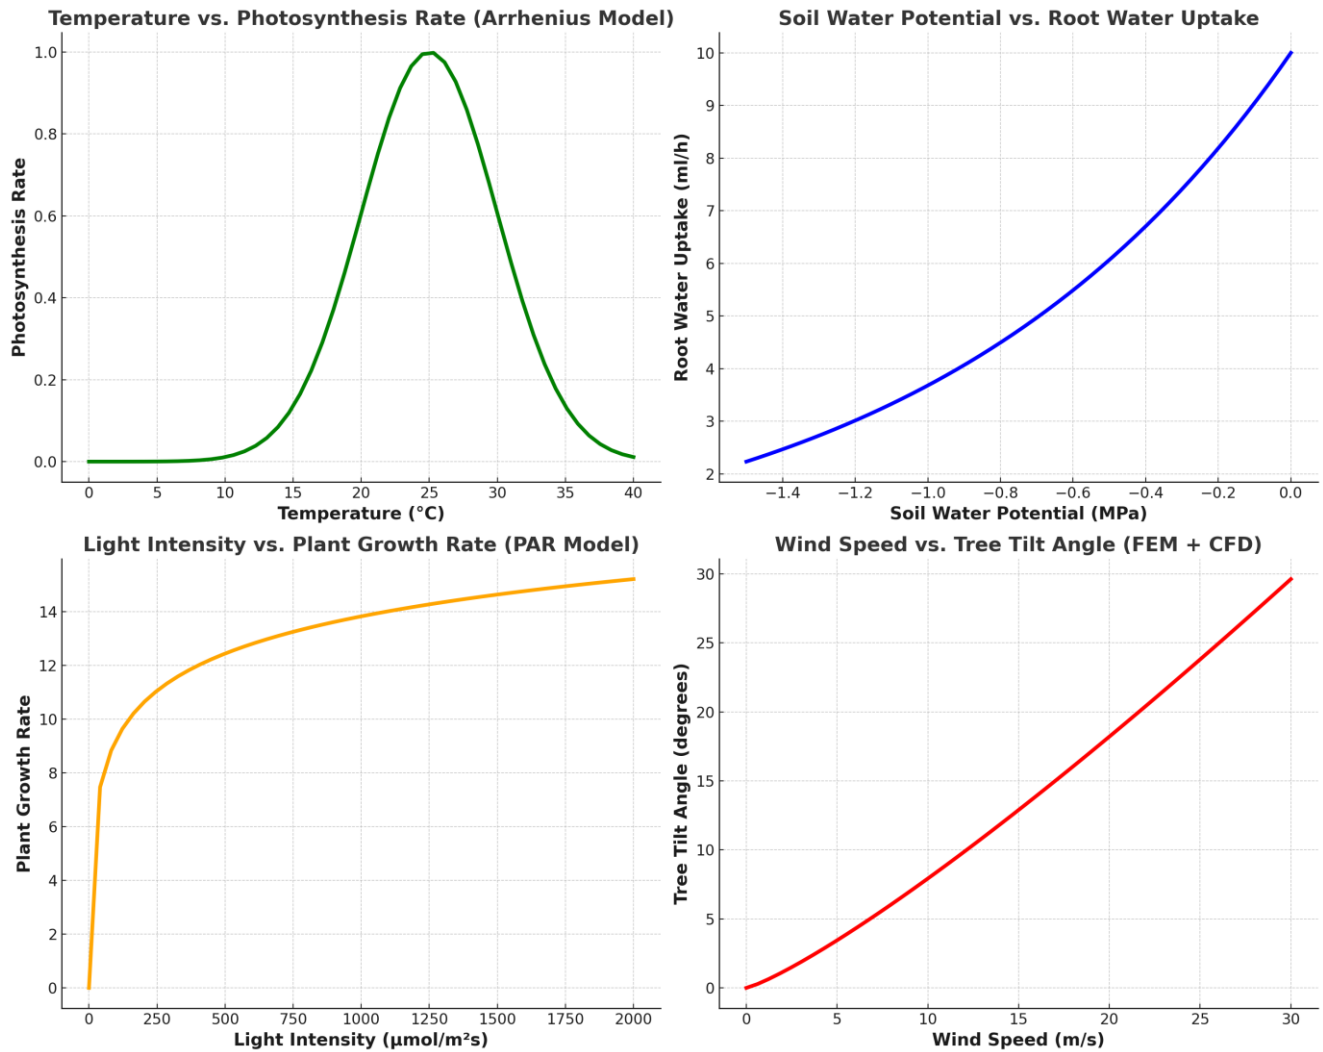 Temperature vs. Photosynthesis Rate (Arrhenius Model)
1.0
0.8
0.6
0.4
0.2
0.0
Photosynthesis Rate
0 5 10 15 20 25 30 35 40
Temperature (°C)
Soil Water Potential vs. Root Water Uptake
10
9
8
7
6
5
4
3
2
Root Water Uptake (ml/h)
−1.4 −1.2 −1.0 −0.8 −0.6 −0.4 −0.2 0.0
Soil Water Potential (MPa)
Light Intensity vs. Plant Growth Rate (PAR Model)
14
12
10
8
6
4
2
0
Plant Growth Rate
0 250 500 750 1000 1250 1500 1750 2000
Light Intensity (μmol/m²s)
Wind Speed vs. Tree Tilt Angle (FEM + CFD)
30
25
20
15
10
5
0
Tree Tilt Angle (degrees)
0 5 10 15 20 25 30
Wind Speed (m/s)